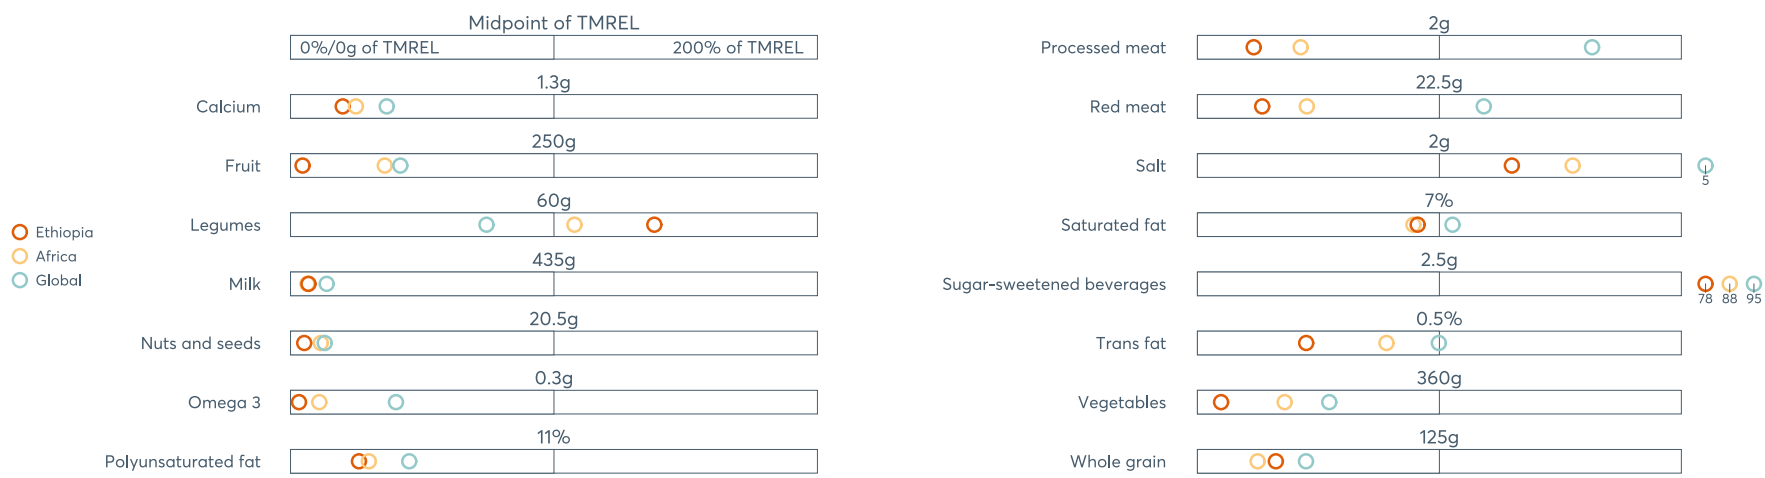 Midpoint of TMREL
0%/0g of TMREL
200% of TMREL
1.3g
Calcium
250g
Fruit
60g
Legumes
435g
Milk
20.5g
Nuts and seeds
0.3g
Omega 3
11%
Polyunsaturated fat
Ethiopia
Africa
Global
2g
Processed meat
22.5g
Red meat
2g
Salt
5
7%
Saturated fat
2.5g
Sugar-sweetened beverages
78 88 95
0.5%
Trans fat
360g
Vegetables
125g
Whole grain